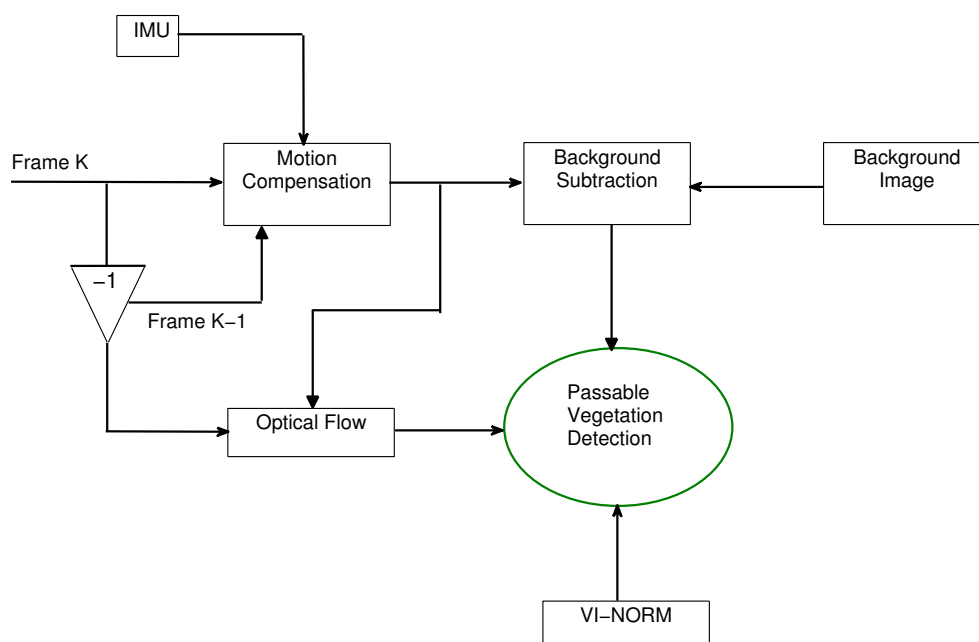 IMU
Frame K
Motion
Compensation
Background
Subtraction
Background
Image
−1
Frame K−1
Optical Flow
Passable
Vegetation
Detection
VI−NORM